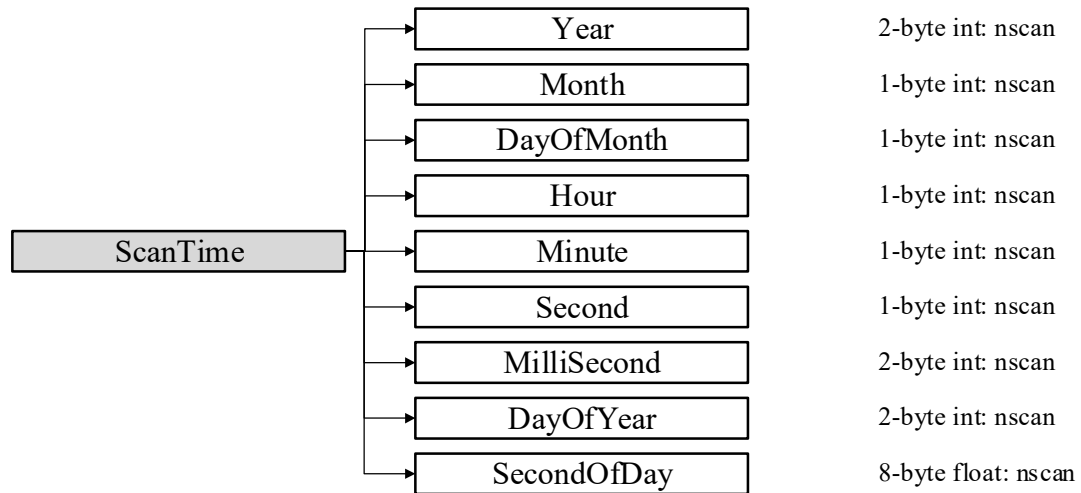 Year 2-byte int: nscan
Month 1-byte int: nscan
DayOfMonth 1-byte int: nscan
Hour 1-byte int: nscan
ScanTime Minute 1-byte int: nscan
Second 1-byte int: nscan
MilliSecond 2-byte int: nscan
DayOfYear 2-byte int: nscan
SecondOfDay 8-byte float: nscan